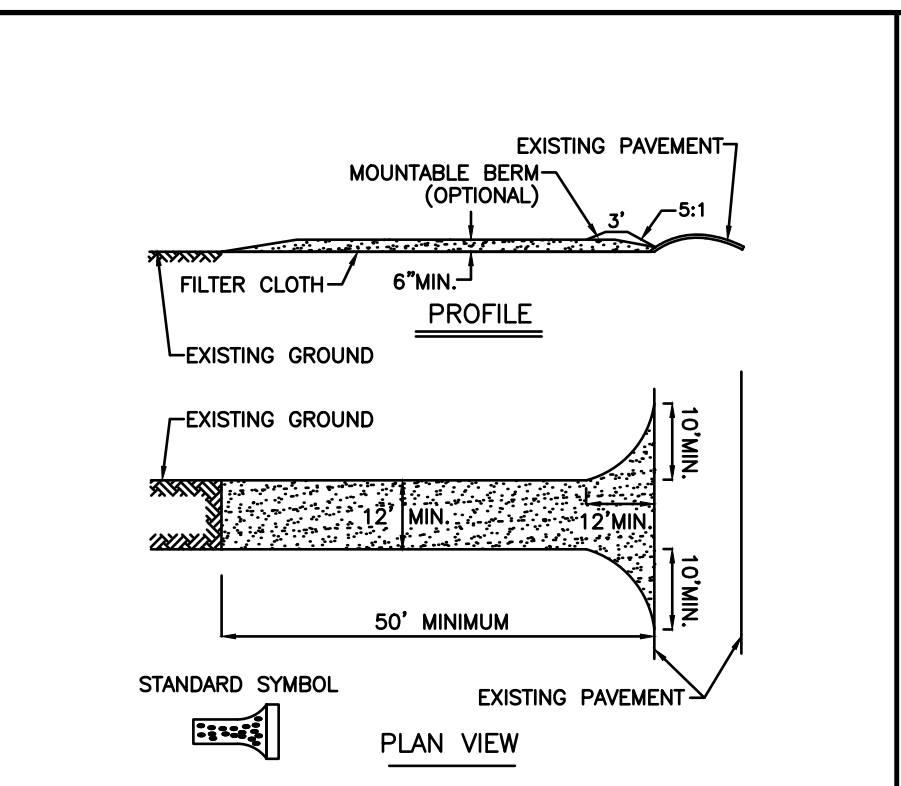 EXISTING PAVEMENT
MOUNTABLE BERM
(OPTIONAL)
3'
5:1
FILTER CLOTH
6"MIN.
PROFILE
EXISTING GROUND
EXISTING GROUND
10'MIN.
12' MIN.
12'MIN.
10'MIN.
50' MINIMUM
STANDARD SYMBOL
EXISTING PAVEMENT
PLAN VIEW